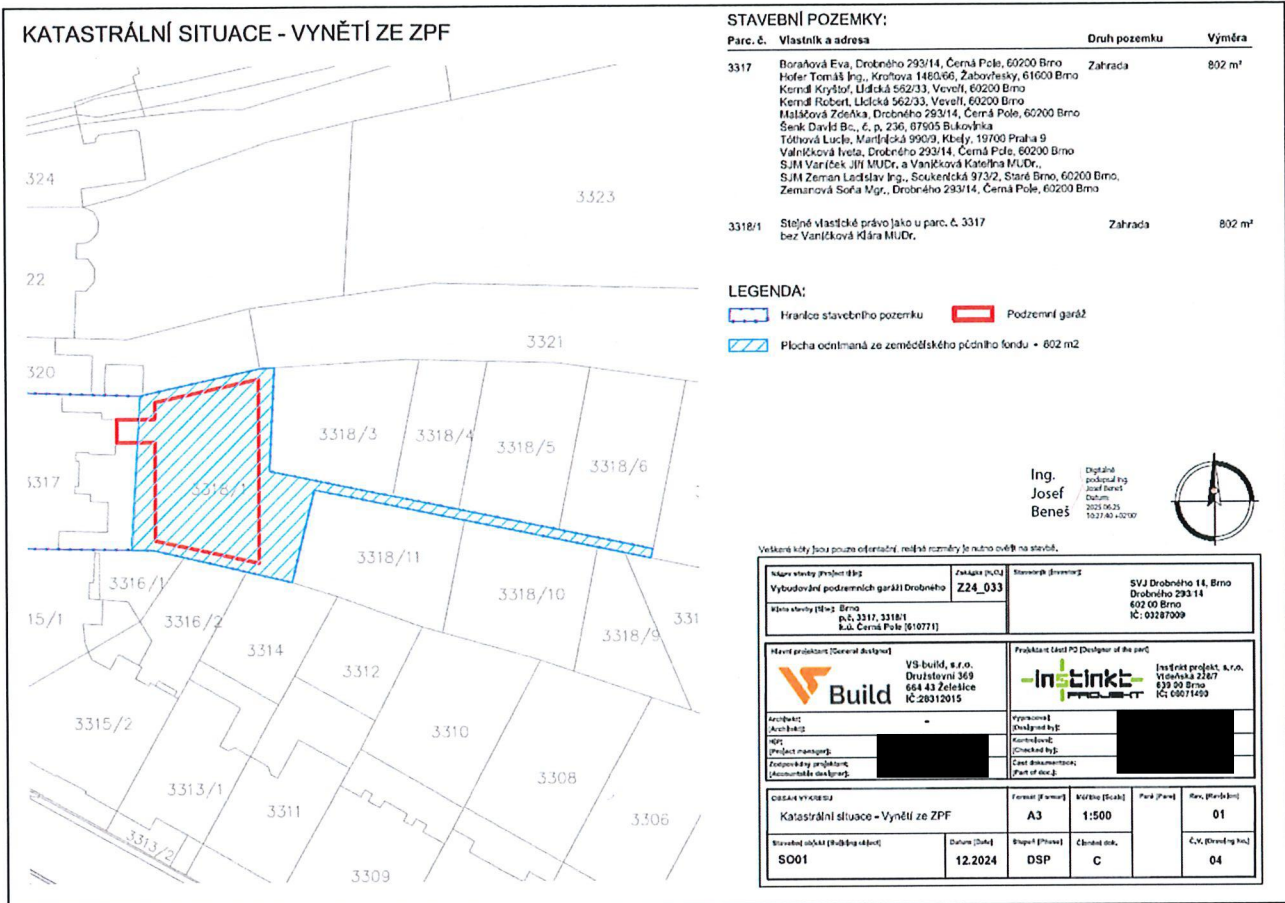 KATASTRÁLNÍ SITUACE - VYNĚTÍ ZE ZPF
STAVEBNÍ POZEMKY:
Parc. č. Vlastník a adresa Druh pozemku Výměra
3317 Boraňová Eva, Drobného 293/14, Černá Pole, 60200 Brno Zahrada 802 m²
Hofer Tomáš Ing., Kroftova 1480/66, Žabovřesky, 61600 Brno
Kerndl Kryštof, Lidická 562/33, Veveří, 60200 Brno
Kerndl Robert, Lidická 562/33, Veveří, 60200 Brno
Maláčová Zdeňka, Drobného 293/14, Černá Pole, 60200 Brno
Šenk David Bc., č. p. 236, 67905 Bukovinka
Tóthová Lucie, Martinická 990/9, Kbely, 19700 Praha 9
Valníčková Iveta, Drobného 293/14, Černá Pole, 60200 Brno
SJM Vaníček Jiří MUDr. a Vaníčková Kateřina MUDr.,
SJM Zeman Ladislav Ing., Soukenická 973/2, Staré Brno, 60200 Brno,
Zemanová Soňa Mgr., Drobného 293/14, Černá Pole, 60200 Brno
3318/1 Stejné vlastické právo jako u parc. č. 3317 Zahrada 802 m²
bez Vaníčková Klára MUDr.
LEGENDA:
Hranice stavebního pozemku Podzemní garáž
Plocha odnímaná ze zemědělského půdního fondu - 802 m2
324
3323
22
3321
320
3318/3
3318/4
3318/5
3318/6
3317
3318/1
3318/11
3318/10
3318/9
331
3316/1
15/1
3316/2
3314
3312
3315/2
3310
3308
3313/1
3311
3306
3313/2
3309
Ing.
Josef
Beneš
Digitálně
podepsal Ing.
Josef Beneš
Datum:
2025.06.25
10:27:40 +02'00'
Veškeré kóty jsou pouze orientační, reálné rozměry je nutno ověřit na stavbě.
Název stavby [Project title]: Zakázka [N.O.] Stavebník [Investor]:
Vybudování podzemních garáží Drobného Z24_033
SVJ Drobného 14, Brno
Drobného 293/14
602 00 Brno
IČ: 03287009
Místo stavby [Site]: Brno
p.č. 3317, 3318/1
k.ú. Černá Pole [610771]
Hlavní projektant [General designer] Projektant části PD [Designer of the part]
VS Build
VS-build, s.r.o.
Družstevní 369
664 43 Želešice
IČ:28312015
instinkt PROJEKT
Instinkt projekt, s.r.o.
Vídeňská 228/7
639 00 Brno
IČ: 08071493
Architekt: -
[Architekt]:
HIP:
[Project manager]:
Zodpovědný projektant:
[Accountable designer]:
Vypracoval:
[Designed by]:
Kontroloval:
[Checked by]:
Část dokumentace:
[Part of doc.]:
OBSAH VÝKRESU Formát [Format] Měřítko [Scale] Paré [Pare] Rev. [Revision]
Katastrální situace - Vynětí ze ZPF A3 1:500 01
Stavební objekt [Building object] Datum [Date] Stupeň [Phase] Členění dok. Č.V. [Drawing No.]
SO01 12.2024 DSP C 04